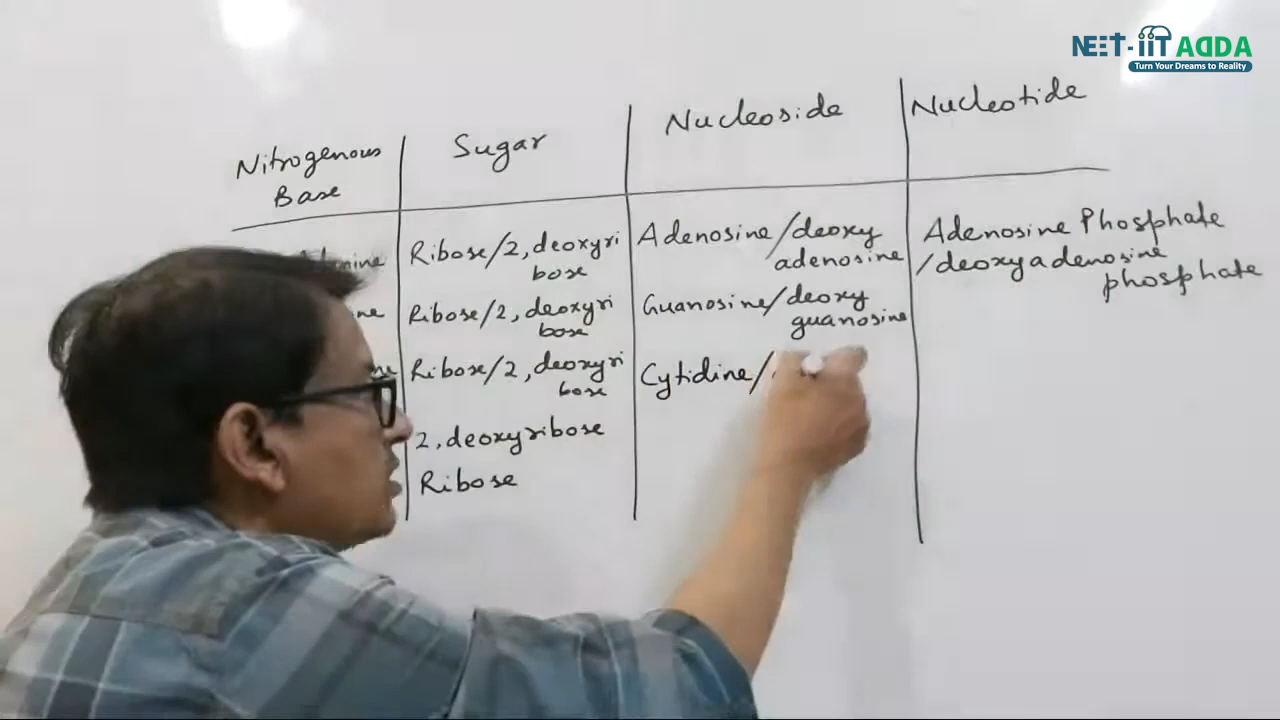 NEET-iiT ADDA
Turn Your Dreams to Reality
Nitrogenous
Base
Sugar
Nucleoside
Nucleotide
Ribose/2, deoxyri
bose
Adenosine/deoxy
adenosine
Adenosine Phosphate
/deoxyadenosine
phosphate
Ribose/2, deoxyri
bose
Guanosine/deoxy
guanosine
Ribose/2, deoxyri
bose
Cytidine/
2, deoxyribose
Ribose